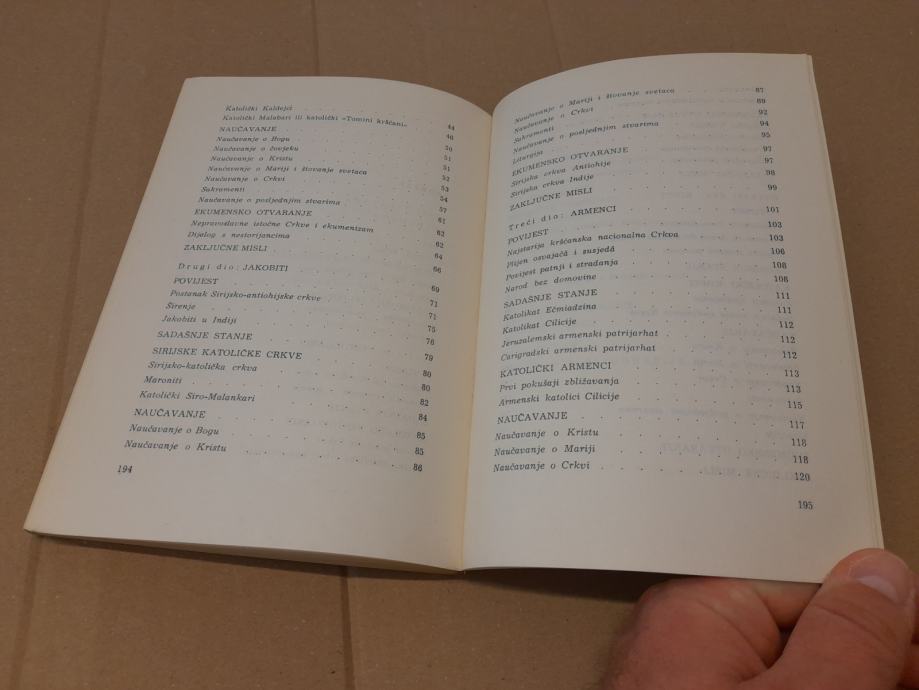 Katolički Kaldejci . . . . . 44
Katolički Malabari ili katolički »Tomini kršćani« 46
NAUČAVANJE . . . . . 50
Naučavanje o Bogu . . . . . 51
Naučavanje o čovjeku . . . . . 51
Naučavanje o Kristu . . . . . 52
Naučavanje o Mariji i štovanje svetaca . . . 53
Naučavanje o Crkvi . . . . . 54
Sakramenti . . . . . 57
Naučavanje o posljednjim stvarima . . . 61
EKUMENSKO OTVARANJE . . . . . 62
Nepravoslavne istočne Crkve i ekumenizam . . 62
Dijalog s nestorijancima . . . . . 64
ZAKLJUČNE MISLI . . . . . 66
Drugi dio: JAKOBITI . . . . . 69
POVIJEST . . . . . 71
Postanak Sirijsko-antiohijske crkve . . . . 71
Širenje . . . . . 75
Jakobiti u Indiji . . . . . 76
SADAŠNJE STANJE . . . . . 79
SIRIJSKE KATOLIČKE CRKVE . . . . . 80
Sirijsko-katolička crkva . . . . . 80
Maroniti . . . . . 82
Katolički Siro-Malankari . . . . . 84
NAUČAVANJE . . . . . 85
Naučavanje o Bogu . . . . . 85
Naučavanje o Kristu . . . . . 86
194
Naučavanje o Mariji i štovanje svetaca . . . 87
Naučavanje o Crkvi . . . . . 89
Sakramenti . . . . . 92
Naučavanje o posljednjim stvarima . . . . 94
Liturgija . . . . . 95
EKUMENSKO OTVARANJE . . . . . 97
Sirijska crkva Antiohije . . . . . 97
Sirijska crkva Indije . . . . . 98
ZAKLJUČNE MISLI . . . . . 99
Treći dio: ARMENCI . . . . . 101
POVIJEST . . . . . 103
Najstarija kršćanska nacionalna Crkva . . . 103
Plijen osvajačâ i susjedâ . . . . . 106
Povijest patnji i stradanja . . . . . 108
Narod bez domovine . . . . . 108
SADAŠNJE STANJE . . . . . 111
Katolikat Ečmiadzina . . . . . 111
Katolikat Cilicije . . . . . 112
Jeruzalemski armenski patrijarhat . . . . 112
Carigradski armenski patrijarhat . . . . 112
KATOLIČKI ARMENCI . . . . . 113
Prvi pokušaji zbližavanja . . . . . 113
Armenski katolici Cilicije . . . . . 115
NAUČAVANJE . . . . . 117
Naučavanje o Kristu . . . . . 118
Naučavanje o Mariji . . . . . 118
Naučavanje o Crkvi . . . . . 120
195